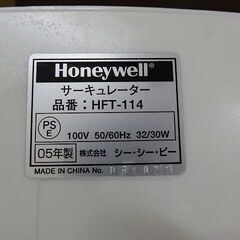 Honeywell®
サーキュレーター
品番：HFT-114
PS
E
100V 50/60Hz 32/30W
05年製 株式会社 シー・シー・ピー
MADE IN CHINA No.